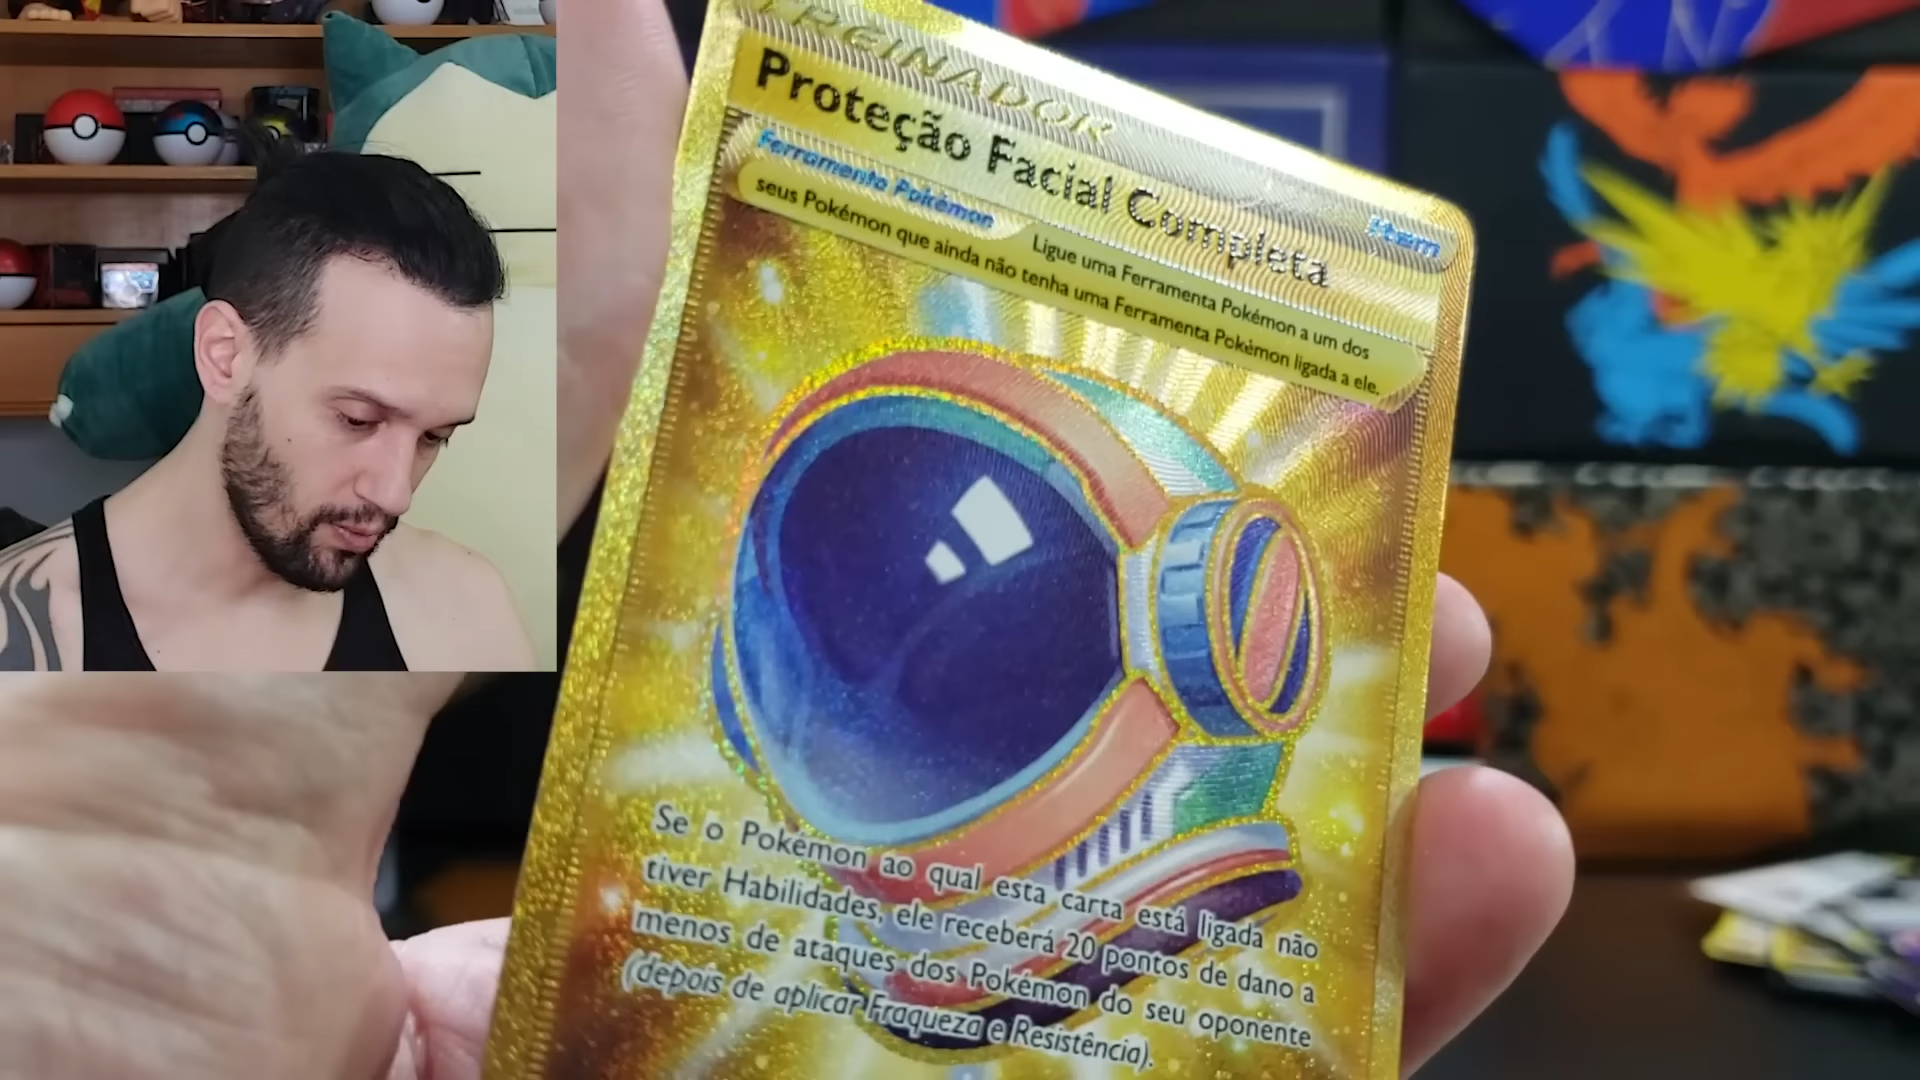 TREINADOR
Proteção Facial Completa
Item
Ferramenta Pokémon
Ligue uma Ferramenta Pokémon a um dos
seus Pokémon que ainda não tenha uma Ferramenta Pokémon ligada a ele.
Se o Pokémon ao qual esta carta está ligada não
tiver Habilidades, ele receberá 20 pontos de dano a
menos de ataques dos Pokémon do seu oponente
(depois de aplicar Fraqueza e Resistência).